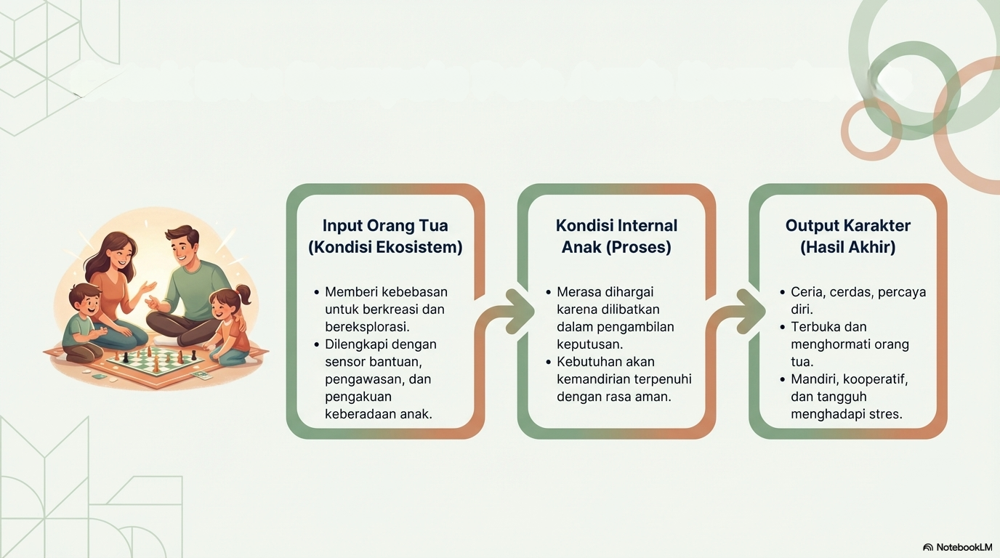 Input Orang Tua
(Kondisi Ekosistem)
• Memberi kebebasan
untuk berkreasi dan
bereksplorasi.
• Dilengkapi dengan
sensor bantuan,
pengawasan, dan
pengakuan
keberadaan anak.
Kondisi Internal
Anak (Proses)
• Merasa dihargai
karena dilibatkan
dalam pengambilan
keputusan.
• Kebutuhan akan
kemandirian terpenuhi
dengan rasa aman.
Output Karakter
(Hasil Akhir)
• Ceria, cerdas, percaya
diri.
• Terbuka dan
menghormati orang
tua.
• Mandiri, kooperatif,
dan tangguh
menghadapi stres.
NotebookLM